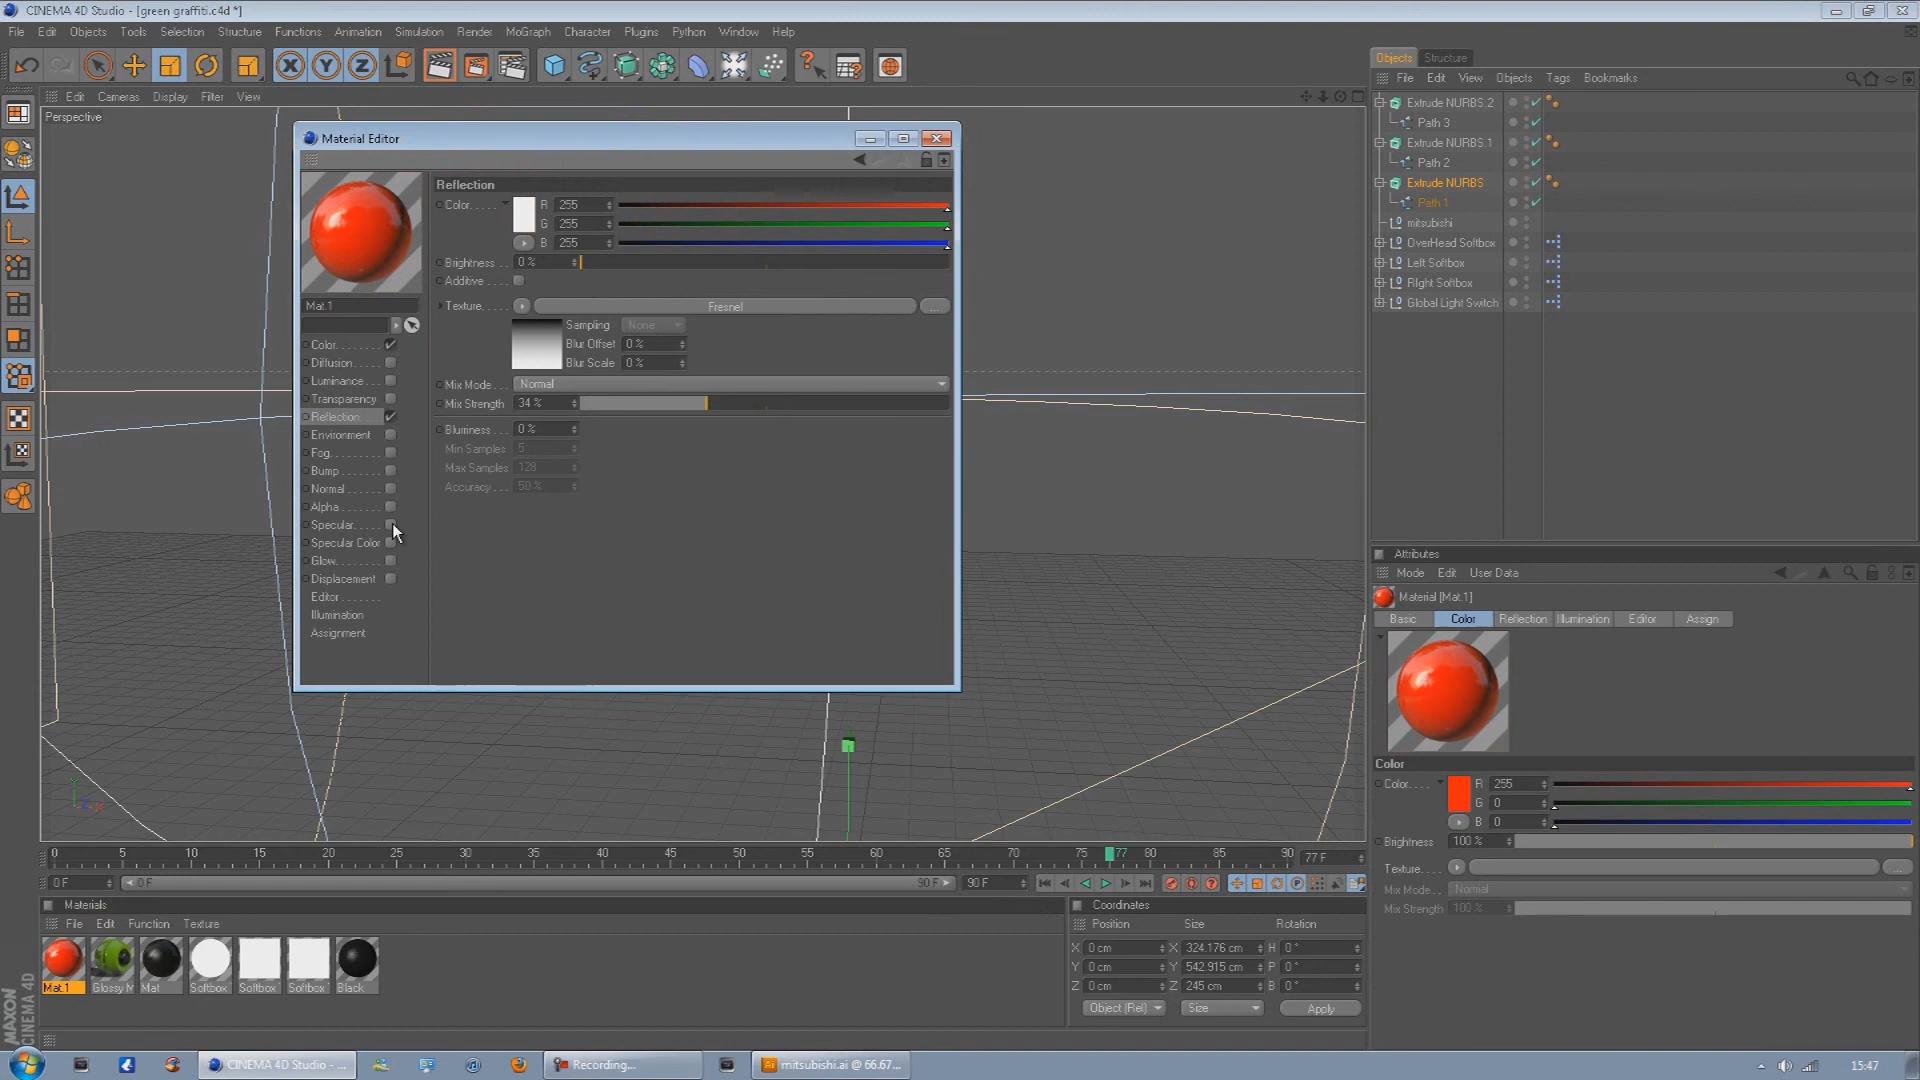 CINEMA 4D Studio - [green graffiti.c4d *]
File Edit Objects Tools Selection Structure Functions Animation Simulation Render MoGraph Character Plugins Python Window Help
Edit Cameras Display Filter View
Perspective
Material Editor
Mat.1
Color
Diffusion
Luminance
Transparency
Reflection
Environment
Fog
Bump
Normal
Alpha
Specular
Specular Color
Glow
Displacement
Editor
Illumination
Assignment
Reflection
Color R 255
G 255
B 255
Brightness 0 %
Additive
Texture Fresnel ...
Sampling None
Blur Offset 0 %
Blur Scale 0 %
Mix Mode Normal
Mix Strength 34 %
Blurriness 0 %
Min Samples 5
Max Samples 128
Accuracy 50 %
Objects Structure
File Edit View Objects Tags Bookmarks
Extrude NURBS.2
Path 3
Extrude NURBS.1
Path 2
Extrude NURBS
Path 1
mitsubishi
OverHead Softbox
Left Softbox
RIght Softbox
Global Light Switch
Attributes
Mode Edit User Data
Material [Mat.1]
Basic Color Reflection Illumination Editor Assign
Color
Color R 255
G 0
B 0
Brightness 100 %
Texture ...
Mix Mode Normal
Mix Strength 100 %
0 5 10 15 20 25 30 35 40 45 50 55 60 65 70 75 77 80 85 90 77 F
0 F 0 F 90 F 90 F
Materials
File Edit Function Texture
Mat.1 Glossy M Mat Softbox Softbox Softbox Black
Coordinates
Position Size Rotation
X 0 cm X 324.176 cm H 0 °
Y 0 cm Y 542.915 cm P 0 °
Z 0 cm Z 245 cm B 0 °
Object (Rel) Size Apply
MAXON CINEMA 4D
CINEMA 4D Studio - ... Recording... mitsubishi.ai @ 66.67... 15:47